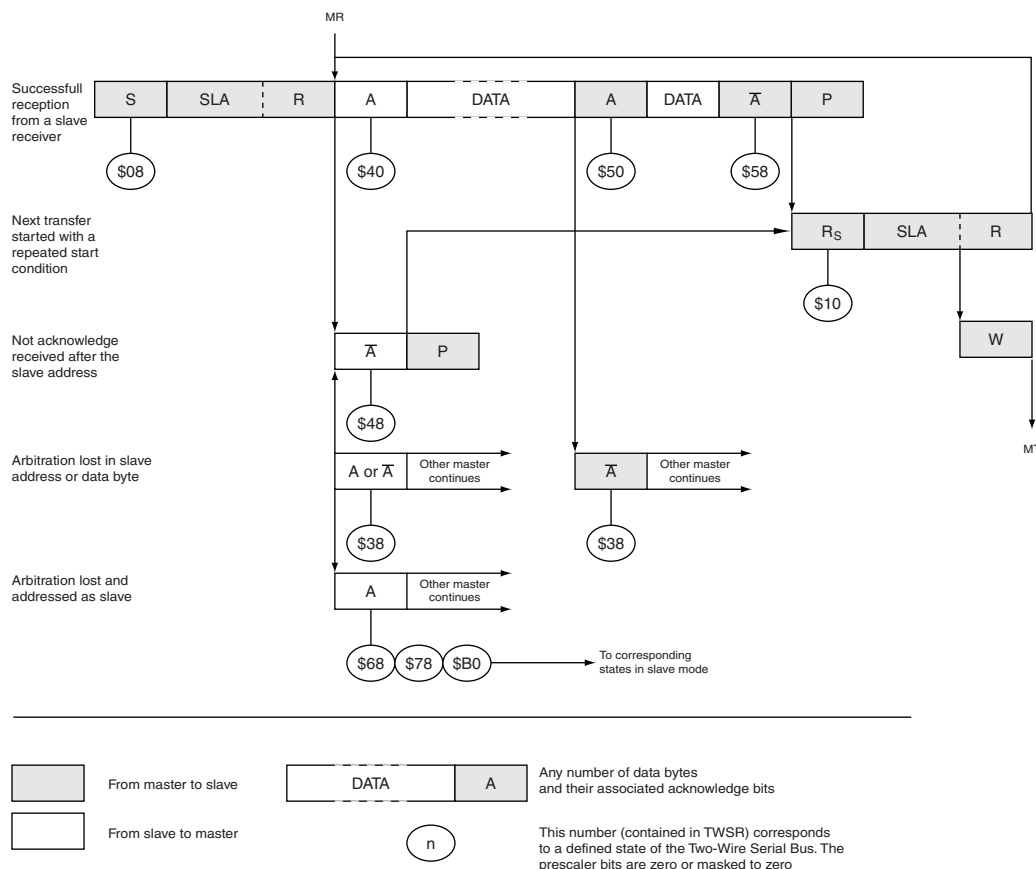 MR
Successfull
reception
from a slave
receiver
S SLA R A DATA A DATA A̅ P
$08 $40 $50 $58
Next transfer
started with a
repeated start
condition
RS SLA R
$10
Not acknowledge
received after the
slave address
A̅ P
W
$48
MT
Arbitration lost in slave
address or data byte
A or A̅
Other master
continues
A̅
Other master
continues
$38 $38
Arbitration lost and
addressed as slave
A
Other master
continues
$68 $78 $B0
To corresponding
states in slave mode
From master to slave
DATA A
Any number of data bytes
and their associated acknowledge bits
From slave to master
n
This number (contained in TWSR) corresponds
to a defined state of the Two-Wire Serial Bus. The
prescaler bits are zero or masked to zero